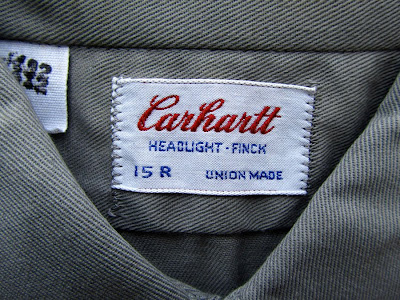 Carhartt
HEADLIGHT - FINCK
15 R UNION MADE